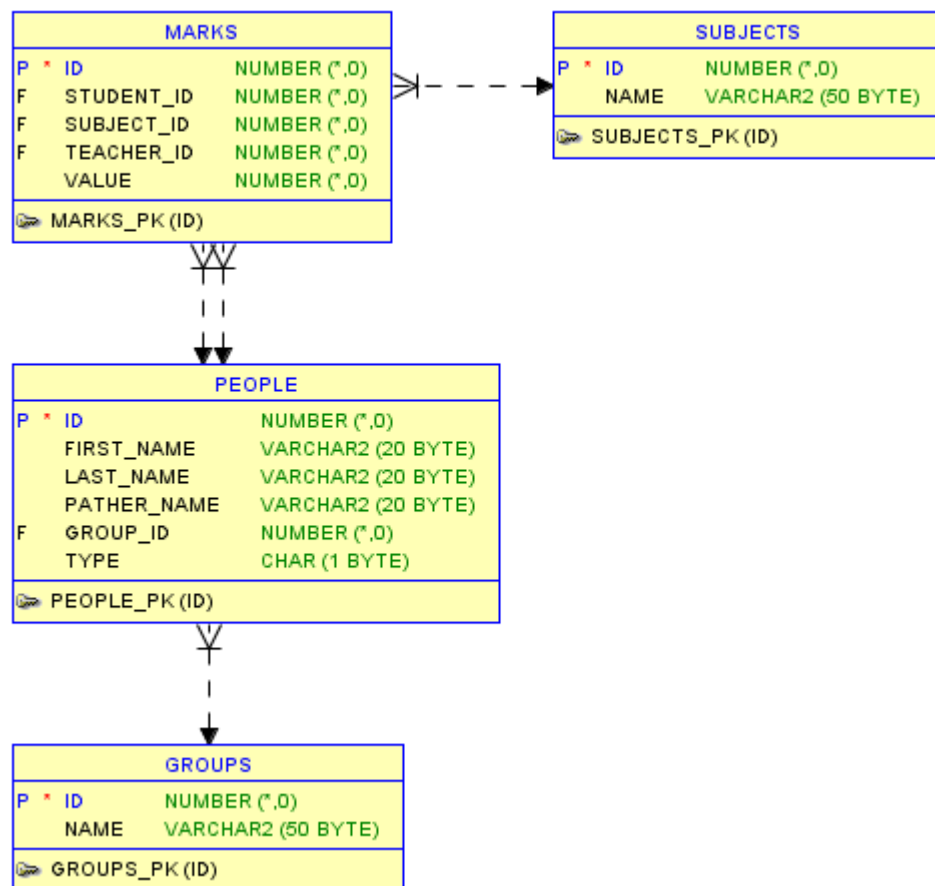 MARKS
P * ID NUMBER (*,0)
F STUDENT_ID NUMBER (*,0)
F SUBJECT_ID NUMBER (*,0)
F TEACHER_ID NUMBER (*,0)
VALUE NUMBER (*,0)
MARKS_PK (ID)
SUBJECTS
P * ID NUMBER (*,0)
NAME VARCHAR2 (50 BYTE)
SUBJECTS_PK (ID)
PEOPLE
P * ID NUMBER (*,0)
FIRST_NAME VARCHAR2 (20 BYTE)
LAST_NAME VARCHAR2 (20 BYTE)
PATHER_NAME VARCHAR2 (20 BYTE)
F GROUP_ID NUMBER (*,0)
TYPE CHAR (1 BYTE)
PEOPLE_PK (ID)
GROUPS
P * ID NUMBER (*,0)
NAME VARCHAR2 (50 BYTE)
GROUPS_PK (ID)